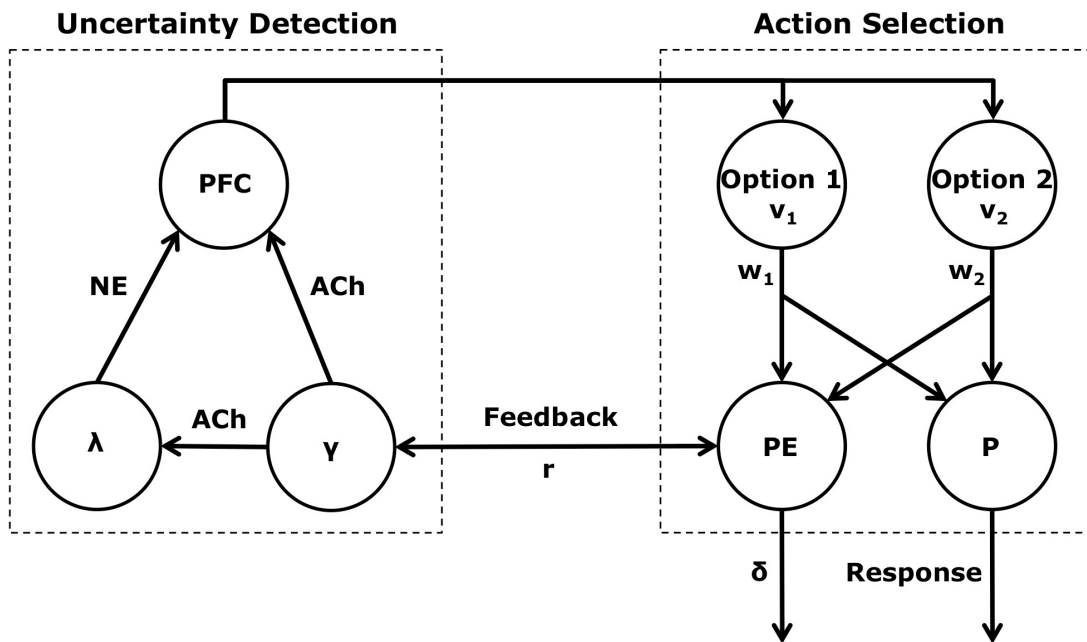 Uncertainty Detection
Action Selection
PFC
Option 1
v₁
Option 2
v₂
NE
ACh
w₁
w₂
λ
ACh
γ
Feedback
r
PE
P
δ
Response